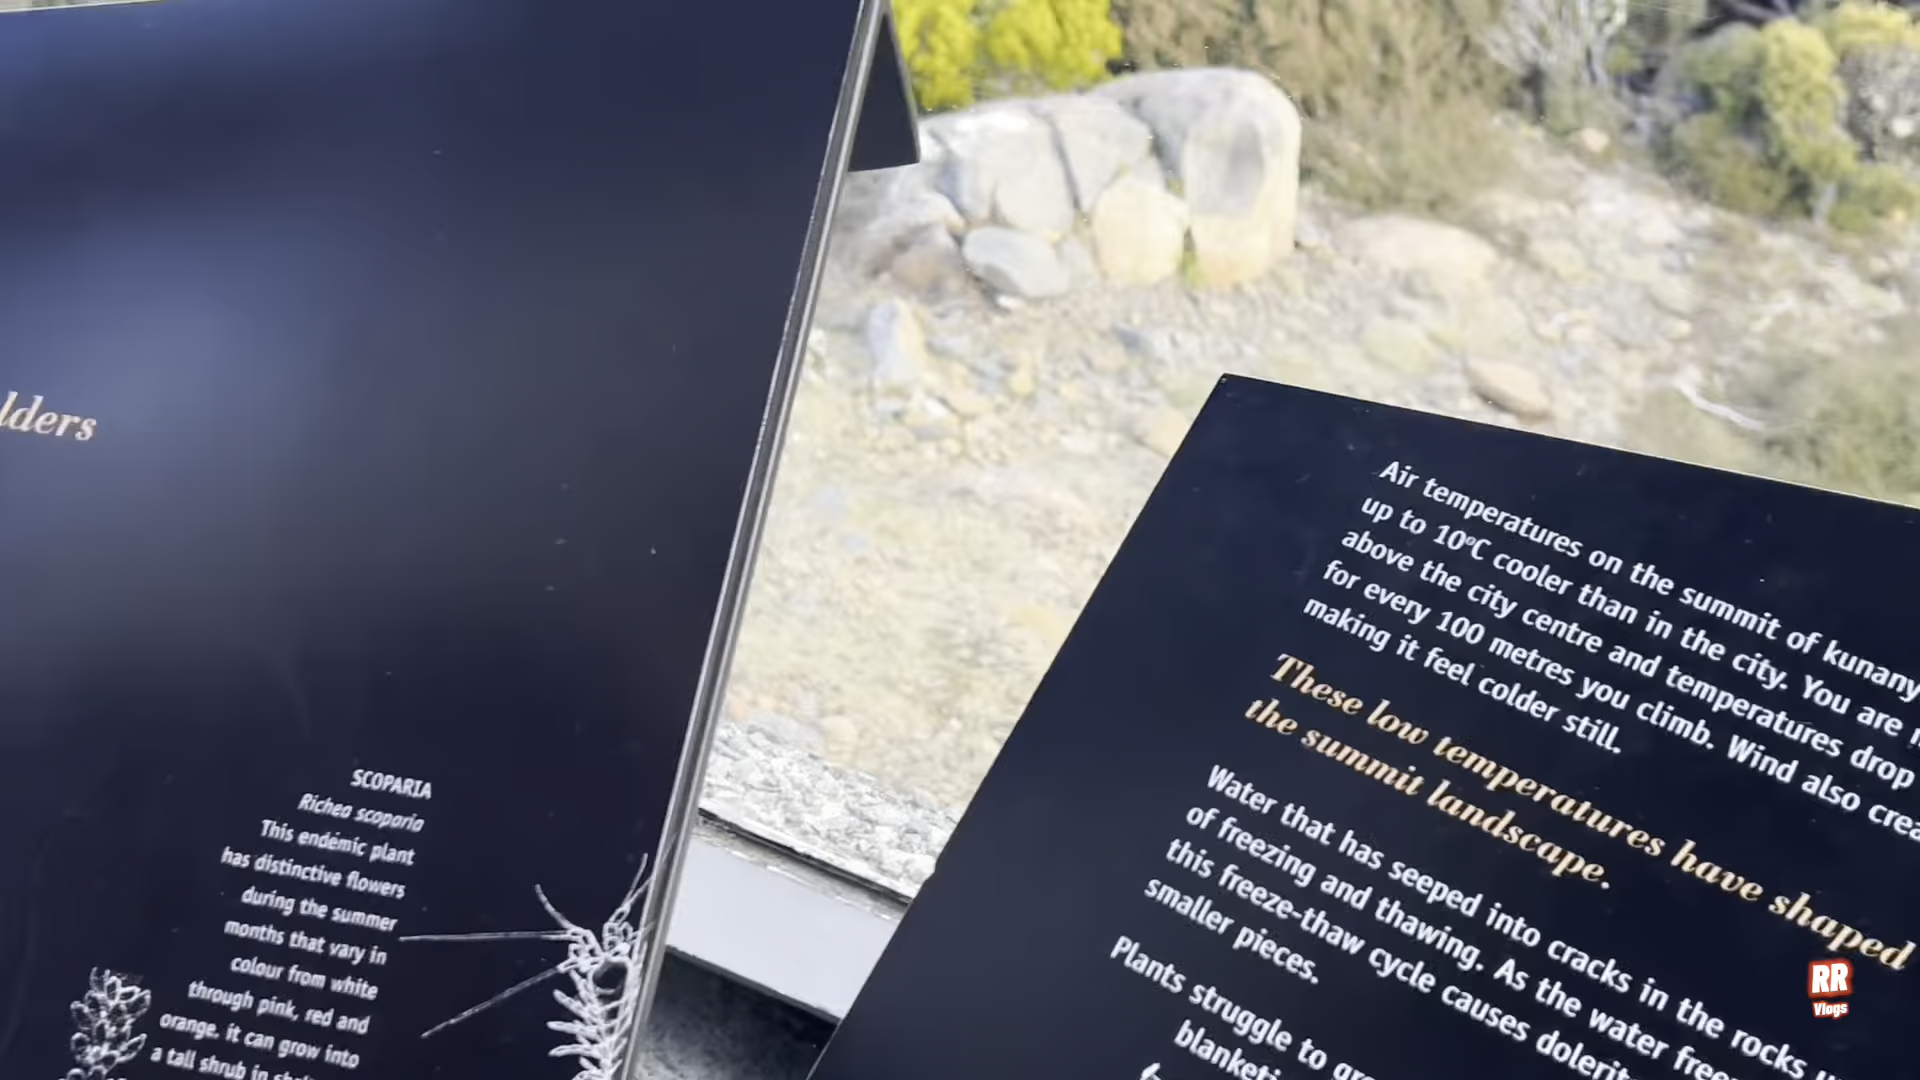 lders
SCOPARIA
Richea scoparia
This endemic plant
has distinctive flowers
during the summer
months that vary in
colour from white
through pink, red and
orange. it can grow into
a tall shrub in
Air temperatures on the summit of
up to 10°C cooler than in the city. You are
above the city centre and temperatures drop
for every 100 metres you climb. Wind also
making it feel colder still.
These low temperatures have shaped
the summit landscape.
Water that has seeped into cracks in the rocks
of freezing and thawing. As the water
this freeze-thaw cycle causes
smaller pieces.
Plants struggle to
RR
Vlogs